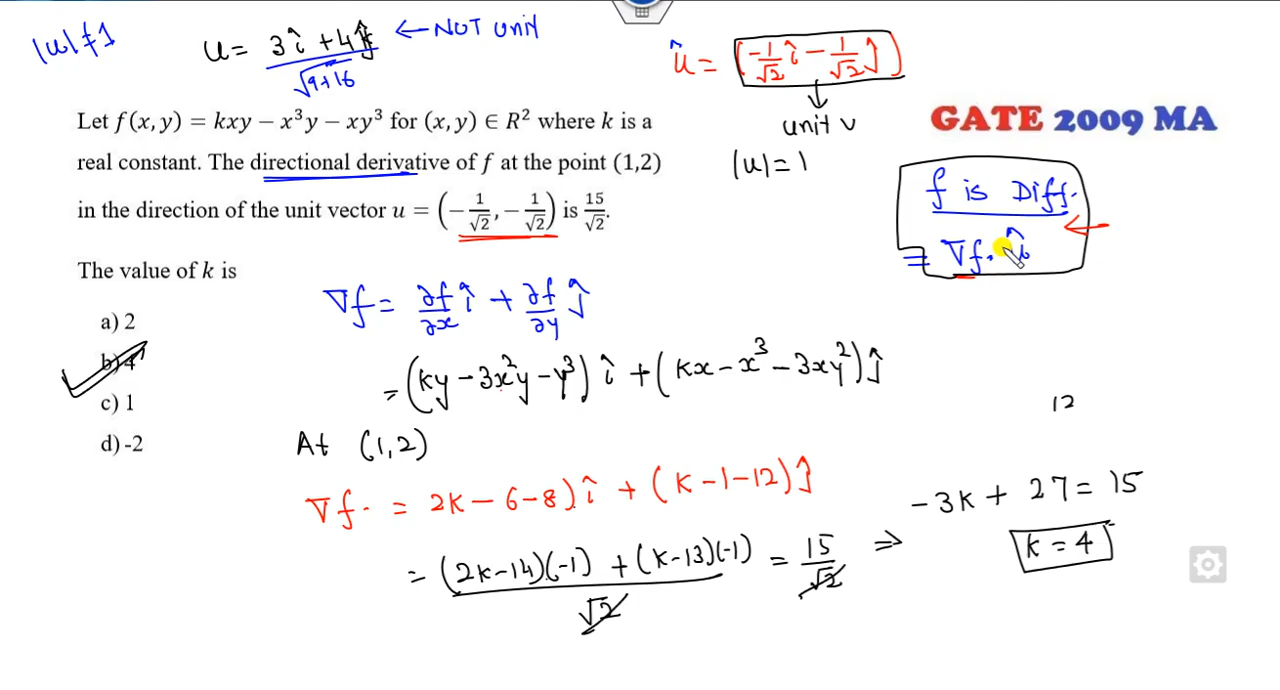 |u| ≠ 1
u = (3î + 4ĵ)/√(9+16) ← NOT Unit
û = (-1/√2 î - 1/√2 ĵ)
↓
unit v
|u| = 1
Let f(x, y) = kxy − x³y − xy³ for (x, y) ∈ R² where k is a
real constant. The directional derivative of f at the point (1,2)
in the direction of the unit vector u = (−1/√2, −1/√2) is 15/√2.
GATE 2009 MA
f is Diff.
= ∇f.
The value of k is
a) 2
b) 4
c) 1
d) -2
∇f = ∂f/∂x î + ∂f/∂y ĵ
= (ky − 3x²y − y³) î + (kx − x³ − 3xy²) ĵ
12
At (1,2)
∇f. = 2k − 6 − 8) î + (k − 1 − 12) ĵ
= ((2k−14)(-1) + (k−13)(-1))/√2 = 15/√2 ⇒
-3k + 27 = 15
k = 4